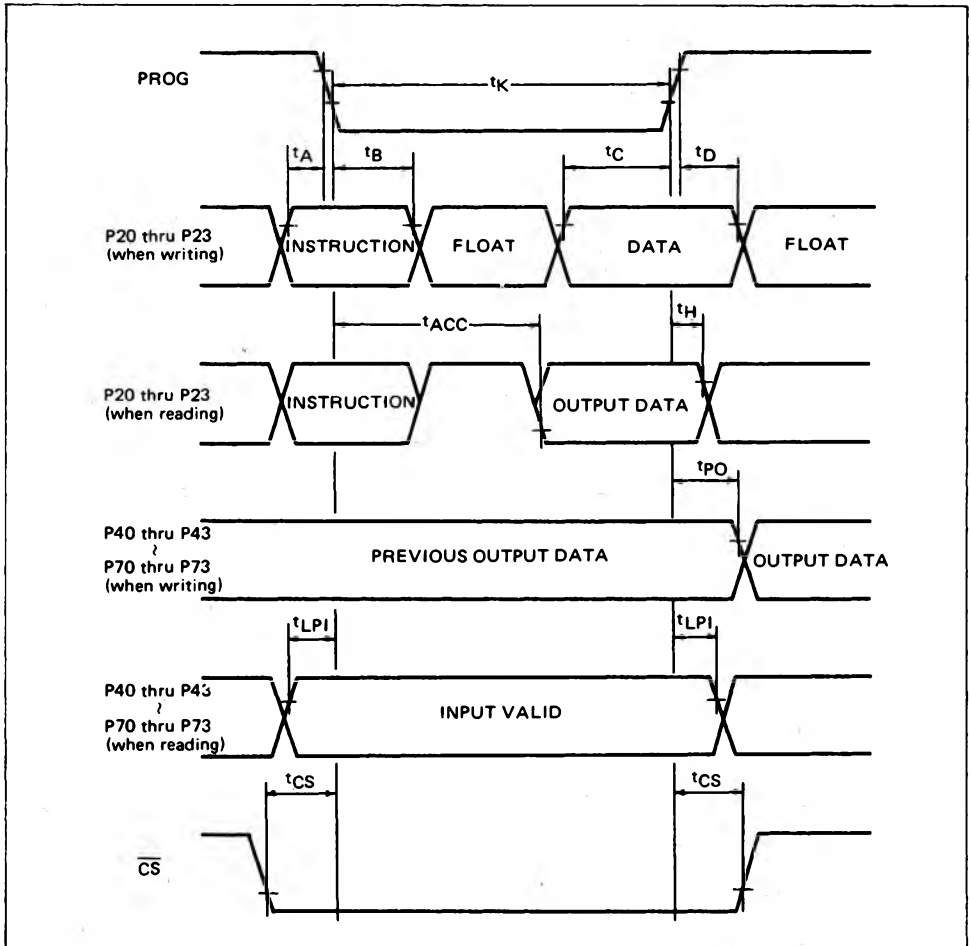 PROG
tK
tA
tB
tC
tD
P20 thru P23
(when writing)
INSTRUCTION
FLOAT
DATA
FLOAT
tACC
tH
P20 thru P23
(when reading)
INSTRUCTION
OUTPUT DATA
tPO
P40 thru P43
~
P70 thru P73
(when writing)
PREVIOUS OUTPUT DATA
OUTPUT DATA
tLPI
tLPI
P40 thru P43
~
P70 thru P73
(when reading)
INPUT VALID
tCS
tCS
C̅S̅